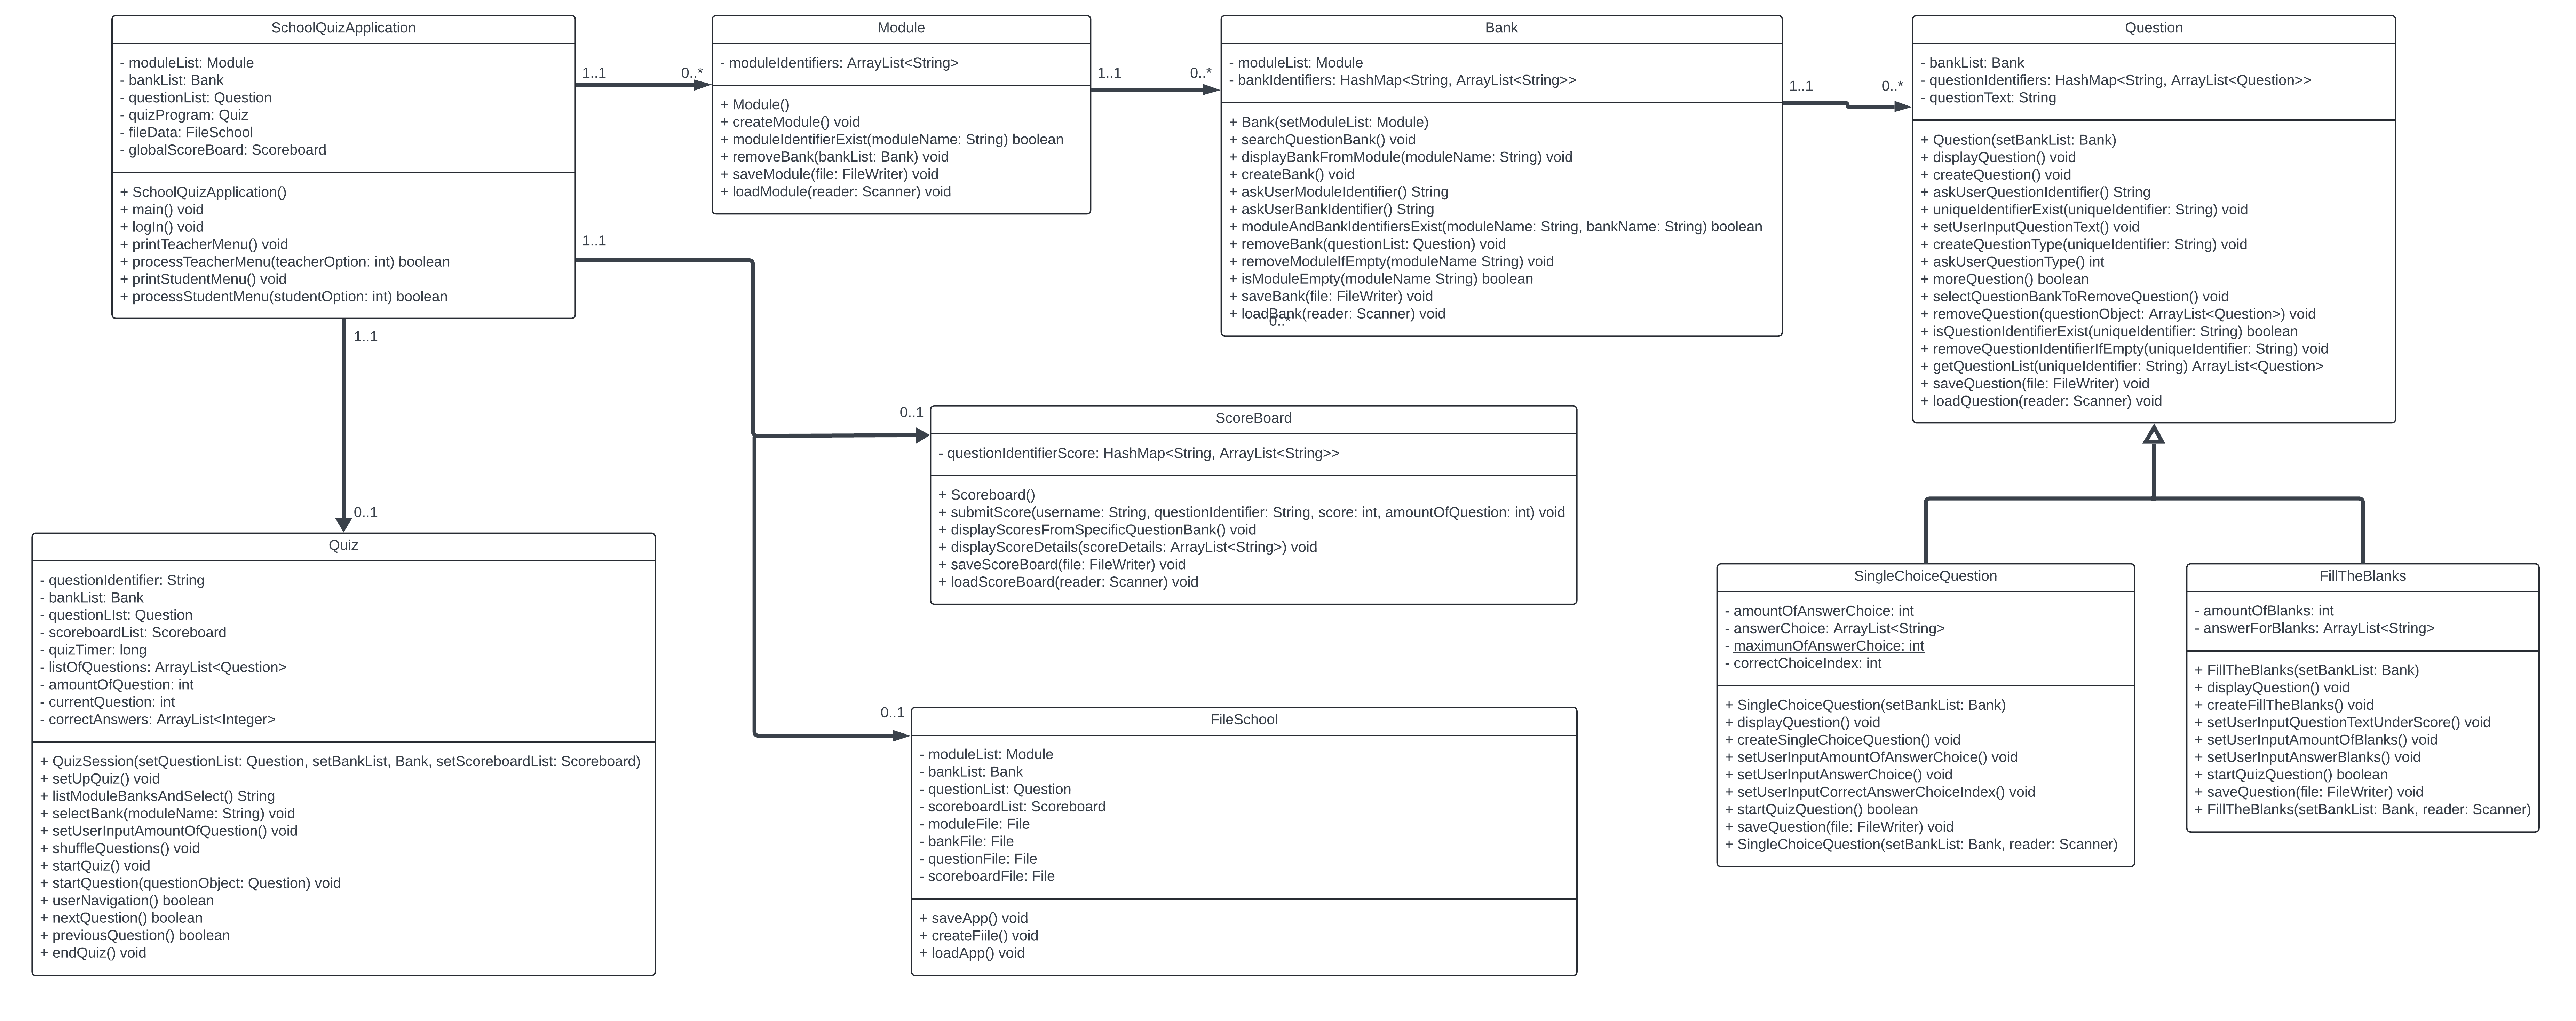 SchoolQuizApplication
- moduleList: Module
- bankList: Bank
- questionList: Question
- quizProgram: Quiz
- fileData: FileSchool
- globalScoreBoard: Scoreboard
+ SchoolQuizApplication()
+ main() void
+ logIn() void
+ printTeacherMenu() void
+ processTeacherMenu(teacherOption: int) boolean
+ printStudentMenu() void
+ processStudentMenu(studentOption: int) boolean
1..1
0..*
Module
- moduleIdentifiers: ArrayList<String>
+ Module()
+ createModule() void
+ moduleIdentifierExist(moduleName: String) boolean
+ removeBank(bankList: Bank) void
+ saveModule(file: FileWriter) void
+ loadModule(reader: Scanner) void
1..1
0..*
Bank
- moduleList: Module
- bankIdentifiers: HashMap<String, ArrayList<String>>
+ Bank(setModuleList: Module)
+ searchQuestionBank() void
+ displayBankFromModule(moduleName: String) void
+ createBank() void
+ askUserModuleIdentifier() String
+ askUserBankIdentifier() String
+ moduleAndBankIdentifiersExist(moduleName: String, bankName: String) boolean
+ removeBank(questionList: Question) void
+ removeModuleIfEmpty(moduleName String) void
+ isModuleEmpty(moduleName String) boolean
+ saveBank(file: FileWriter) void
+ loadBank(reader: Scanner) void
0..*
1..1
0..*
Question
- bankList: Bank
- questionIdentifiers: HashMap<String, ArrayList<Question>>
- questionText: String
+ Question(setBankList: Bank)
+ displayQuestion() void
+ createQuestion() void
+ askUserQuestionIdentifier() String
+ uniqueIdentifierExist(uniqueIdentifier: String) void
+ setUserInputQuestionText() void
+ createQuestionType(uniqueIdentifier: String) void
+ askUserQuestionType() int
+ moreQuestion() boolean
+ selectQuestionBankToRemoveQuestion() void
+ removeQuestion(questionObject: ArrayList<Question>) void
+ isQuestionIdentifierExist(uniqueIdentifier: String) boolean
+ removeQuestionIdentifierIfEmpty(uniqueIdentifier: String) void
+ getQuestionList(uniqueIdentifier: String) ArrayList<Question>
+ saveQuestion(file: FileWriter) void
+ loadQuestion(reader: Scanner) void
1..1
1..1
0..1
0..1
0..1
ScoreBoard
- questionIdentifierScore: HashMap<String, ArrayList<String>>
+ Scoreboard()
+ submitScore(username: String, questionIdentifier: String, score: int, amountOfQuestion: int) void
+ displayScoresFromSpecificQuestionBank() void
+ displayScoreDetails(scoreDetails: ArrayList<String>) void
+ saveScoreBoard(file: FileWriter) void
+ loadScoreBoard(reader: Scanner) void
Quiz
- questionIdentifier: String
- bankList: Bank
- questionLIst: Question
- scoreboardList: Scoreboard
- quizTimer: long
- listOfQuestions: ArrayList<Question>
- amountOfQuestion: int
- currentQuestion: int
- correctAnswers: ArrayList<Integer>
+ QuizSession(setQuestionList: Question, setBankList, Bank, setScoreboardList: Scoreboard)
+ setUpQuiz() void
+ listModuleBanksAndSelect() String
+ selectBank(moduleName: String) void
+ setUserInputAmountOfQuestion() void
+ shuffleQuestions() void
+ startQuiz() void
+ startQuestion(questionObject: Question) void
+ userNavigation() boolean
+ nextQuestion() boolean
+ previousQuestion() boolean
+ endQuiz() void
FileSchool
- moduleList: Module
- bankList: Bank
- questionList: Question
- scoreboardList: Scoreboard
- moduleFile: File
- bankFile: File
- questionFile: File
- scoreboardFile: File
+ saveApp() void
+ createFiile() void
+ loadApp() void
SingleChoiceQuestion
- amountOfAnswerChoice: int
- answerChoice: ArrayList<String>
- maximunOfAnswerChoice: int
- correctChoiceIndex: int
+ SingleChoiceQuestion(setBankList: Bank)
+ displayQuestion() void
+ createSingleChoiceQuestion() void
+ setUserInputAmountOfAnswerChoice() void
+ setUserInputAnswerChoice() void
+ setUserInputCorrectAnswerChoiceIndex() void
+ startQuizQuestion() boolean
+ saveQuestion(file: FileWriter) void
+ SingleChoiceQuestion(setBankList: Bank, reader: Scanner)
FillTheBlanks
- amountOfBlanks: int
- answerForBlanks: ArrayList<String>
+ FillTheBlanks(setBankList: Bank)
+ displayQuestion() void
+ createFillTheBlanks() void
+ setUserInputQuestionTextUnderScore() void
+ setUserInputAmountOfBlanks() void
+ setUserInputAnswerBlanks() void
+ startQuizQuestion() boolean
+ saveQuestion(file: FileWriter) void
+ FillTheBlanks(setBankList: Bank, reader: Scanner)